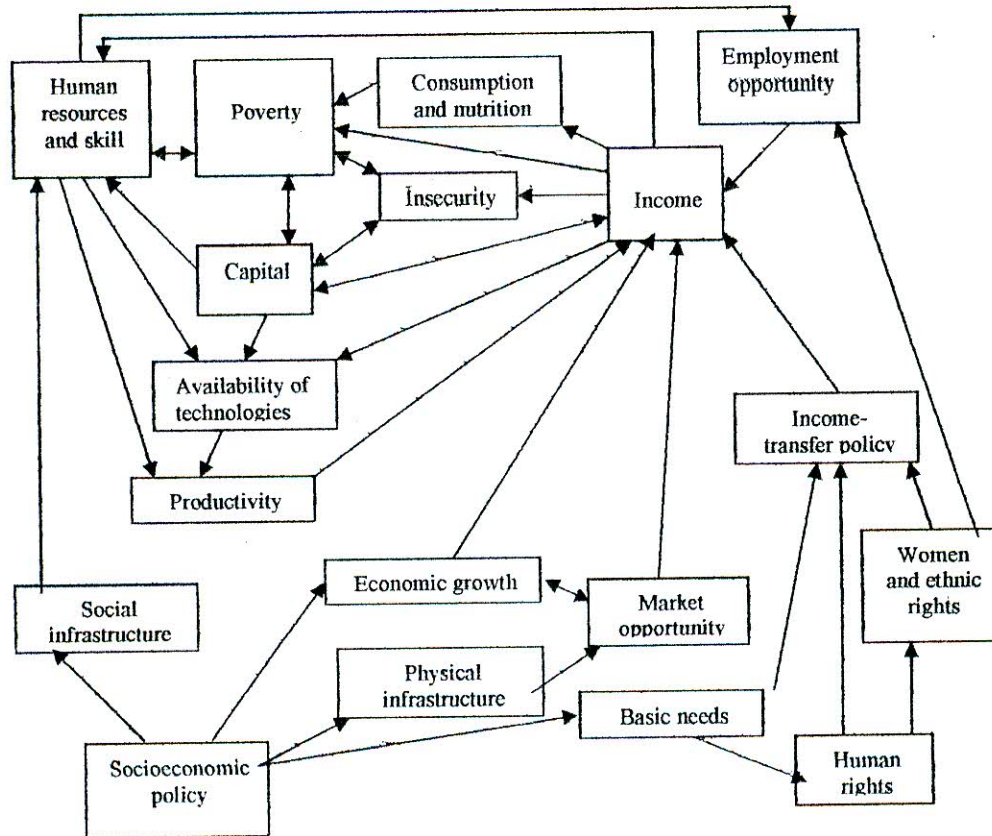 Human
resources
and skill
Poverty
Consumption
and nutrition
Employment
opportunity
Insecurity
Income
Capital
Availability of
technologies
Productivity
Income-
transfer policy
Women
and ethnic
rights
Economic growth
Market
opportunity
Social
infrastructure
Physical
infrastructure
Basic needs
Socioeconomic
policy
Human
rights